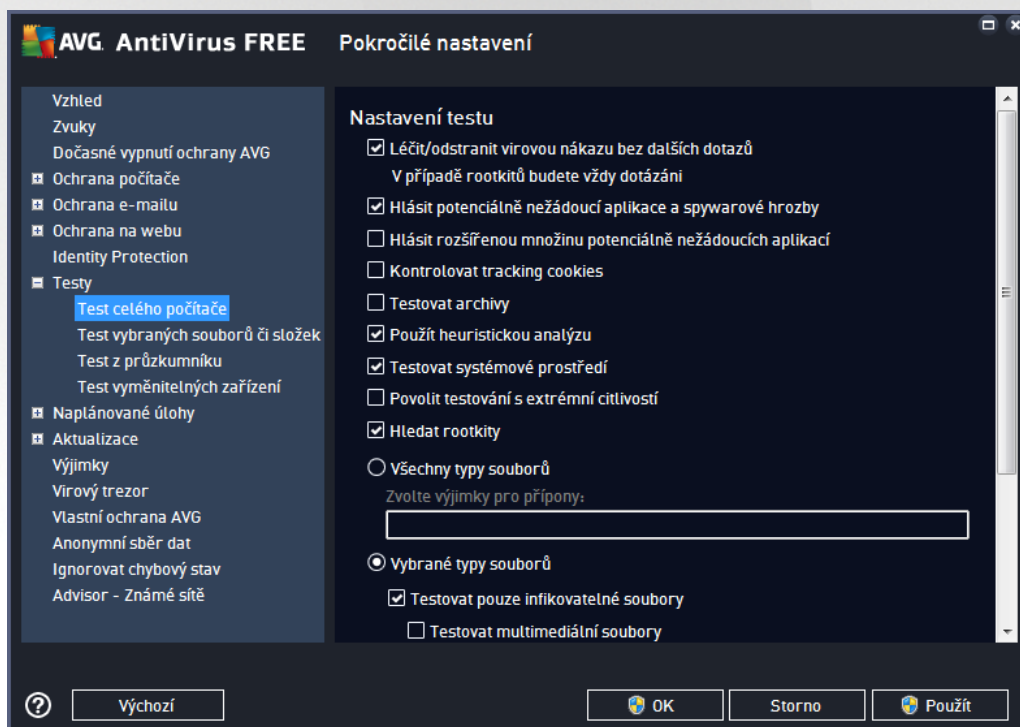 AVG. AntiVirus FREE Pokročilé nastavení
Vzhled
Zvuky
Dočasné vypnutí ochrany AVG
Ochrana počítače
Ochrana e-mailu
Ochrana na webu
Identity Protection
Testy
Test celého počítače
Test vybraných souborů či složek
Test z průzkumníku
Test vyměnitelných zařízení
Naplánované úlohy
Aktualizace
Výjimky
Virový trezor
Vlastní ochrana AVG
Anonymní sběr dat
Ignorovat chybový stav
Advisor - Známé sítě
Nastavení testu
Léčit/odstranit virovou nákazu bez dalších dotazů
V případě rootkitů budete vždy dotázáni
Hlásit potenciálně nežádoucí aplikace a spywarové hrozby
Hlásit rozšířenou množinu potenciálně nežádoucích aplikací
Kontrolovat tracking cookies
Testovat archivy
Použít heuristickou analýzu
Testovat systémové prostředí
Povolit testování s extrémní citlivostí
Hledat rootkity
Všechny typy souborů
Zvolte výjimky pro přípony:
Vybrané typy souborů
Testovat pouze infikovatelné soubory
Testovat multimediální soubory
? Výchozí OK Storno Použít